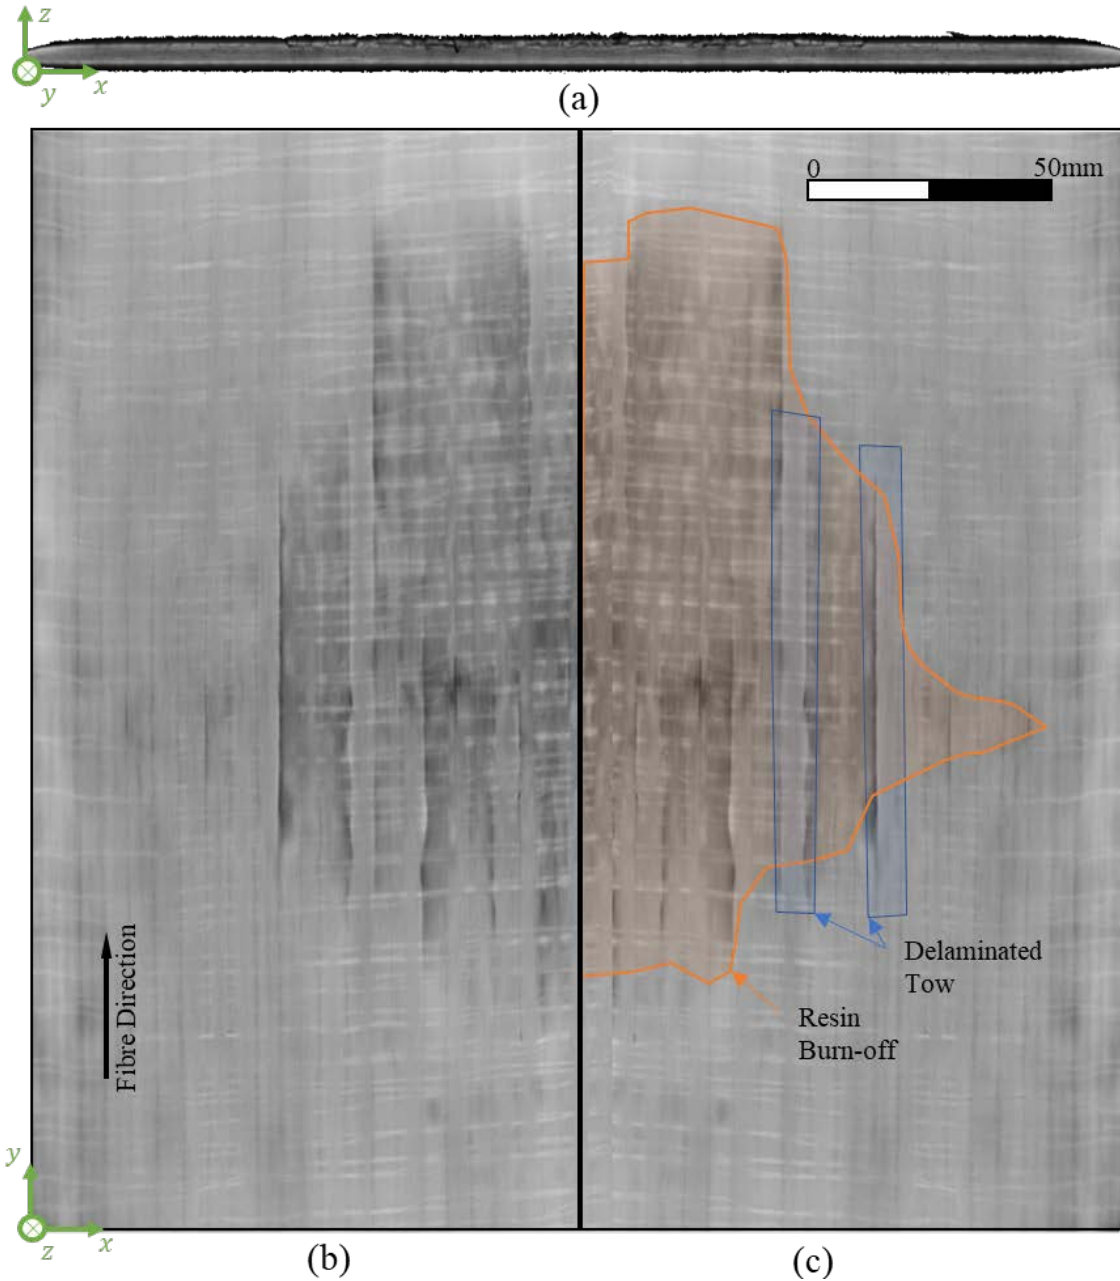 z
y
x
(a)
0
50mm
Delaminated
Tow
Resin
Burn-off
Fibre Direction
y
z
x
(b)
(c)